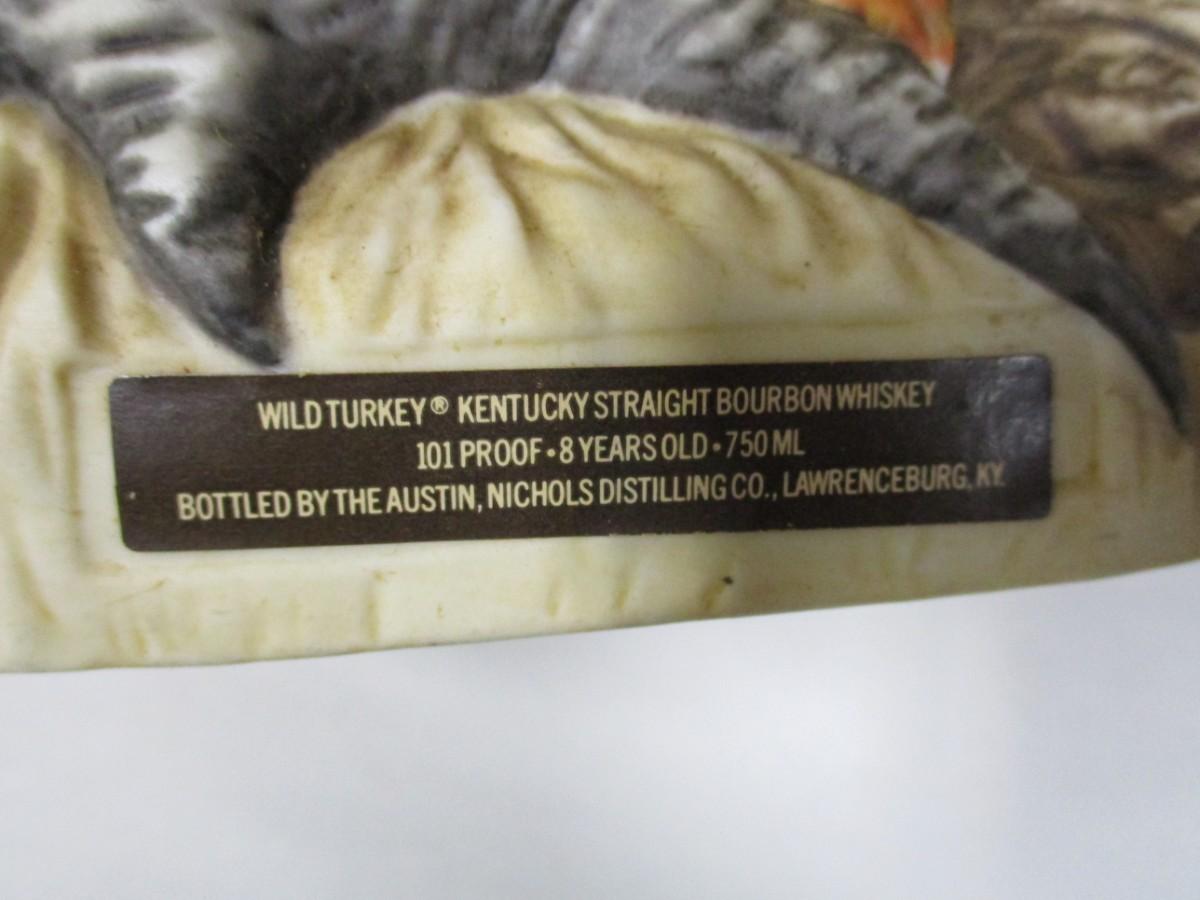 WILD TURKEY® KENTUCKY STRAIGHT BOURBON WHISKEY
101 PROOF • 8 YEARS OLD • 750 ML
BOTTLED BY THE AUSTIN, NICHOLS DISTILLING CO., LAWRENCEBURG, KY.